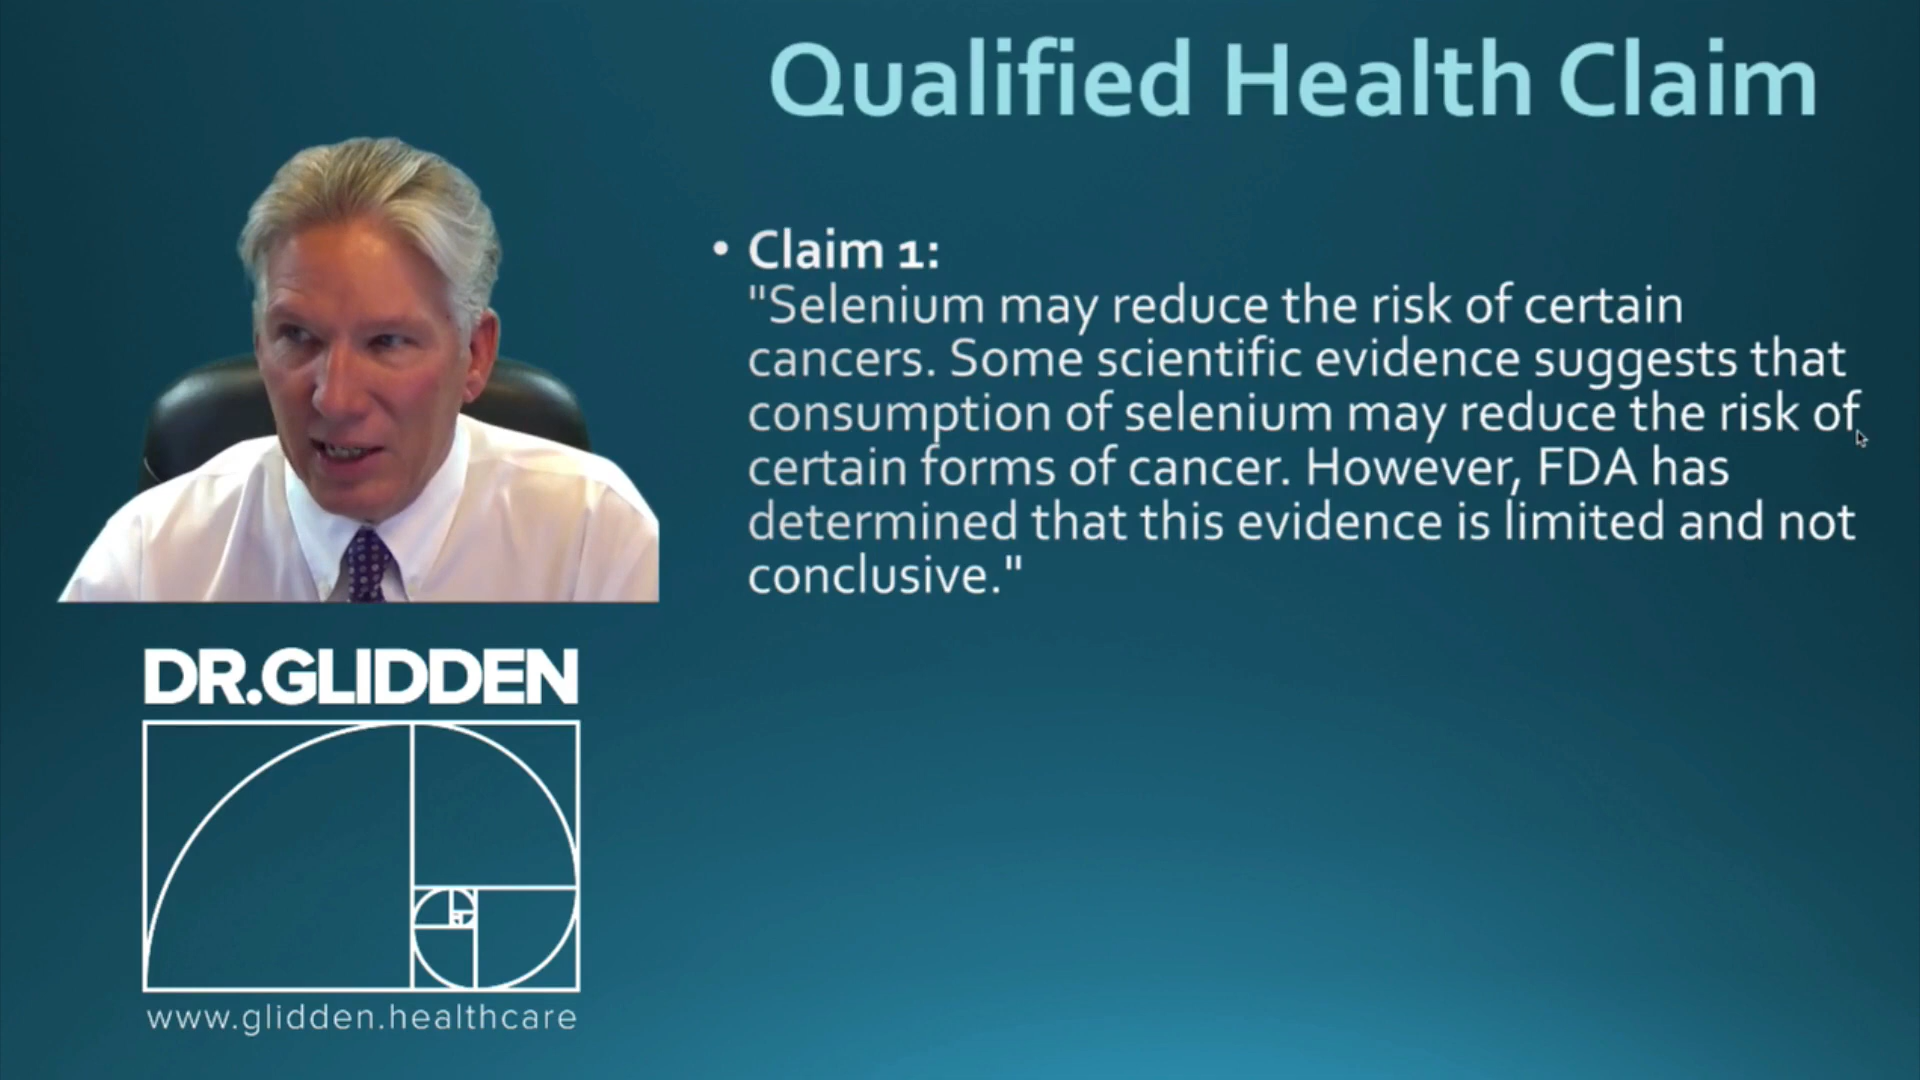 Qualified Health Claim
• Claim 1:
"Selenium may reduce the risk of certain
cancers. Some scientific evidence suggests that
consumption of selenium may reduce the risk of
certain forms of cancer. However, FDA has
determined that this evidence is limited and not
conclusive."
DR.GLIDDEN
www.glidden.healthcare